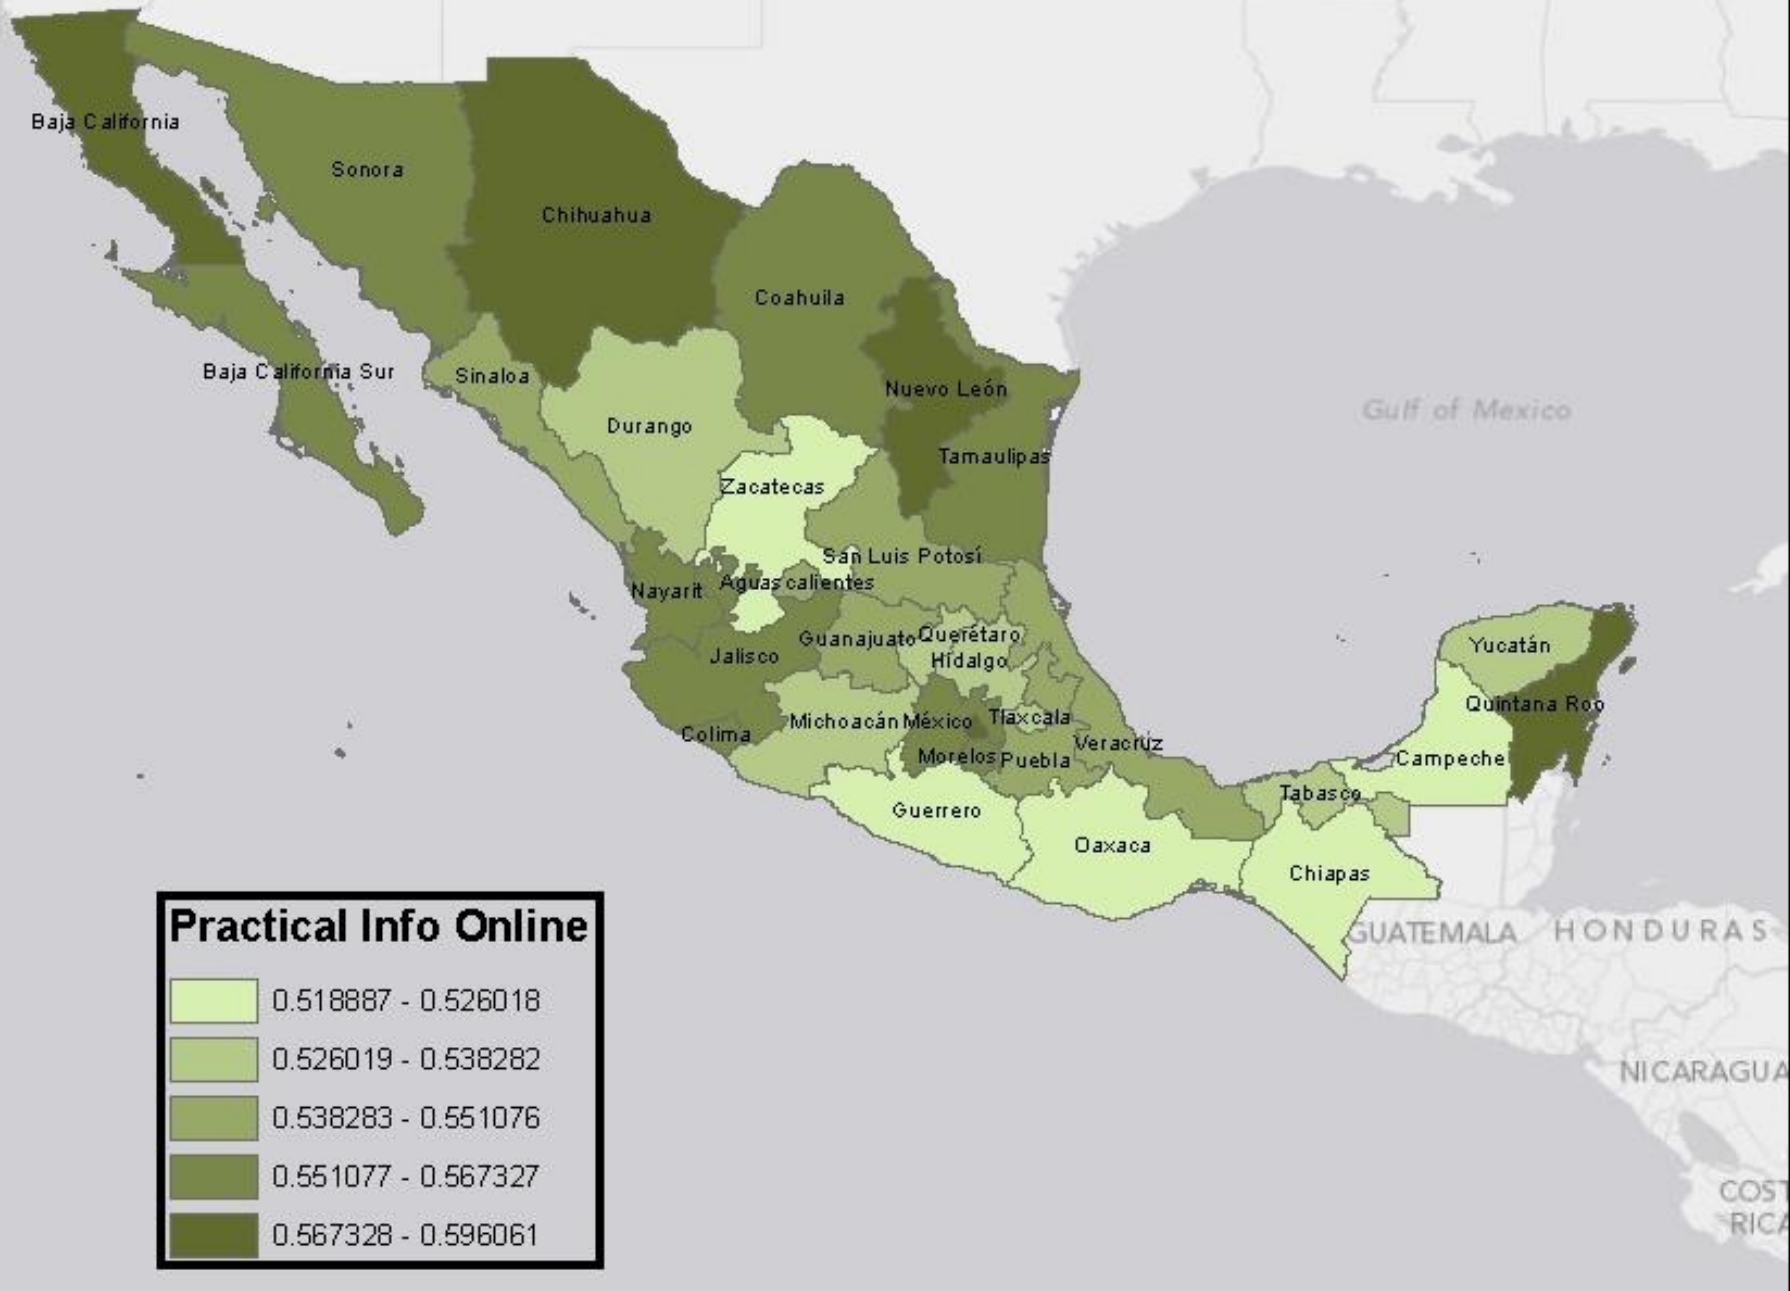 Baja California
Sonora
Chihuahua
Coahuila
Baja California Sur
Sinaloa
Nuevo León
Durango
Tamaulipas
Zacatecas
Gulf of Mexico
San Luis Potosí
Aguascalientes
Nayarit
Guanajuato
Querétaro
Hidalgo
Jalisco
Yucatán
Quintana Roo
Michoacán
México
Tlaxcala
Colima
Veracruz
Morelos
Puebla
Campeche
Tabasco
Guerrero
Oaxaca
Chiapas
GUATEMALA
HONDURAS
NICARAGUA
COST
RICA
Practical Info Online
0.518887 - 0.526018
0.526019 - 0.538282
0.538283 - 0.551076
0.551077 - 0.567327
0.567328 - 0.596061